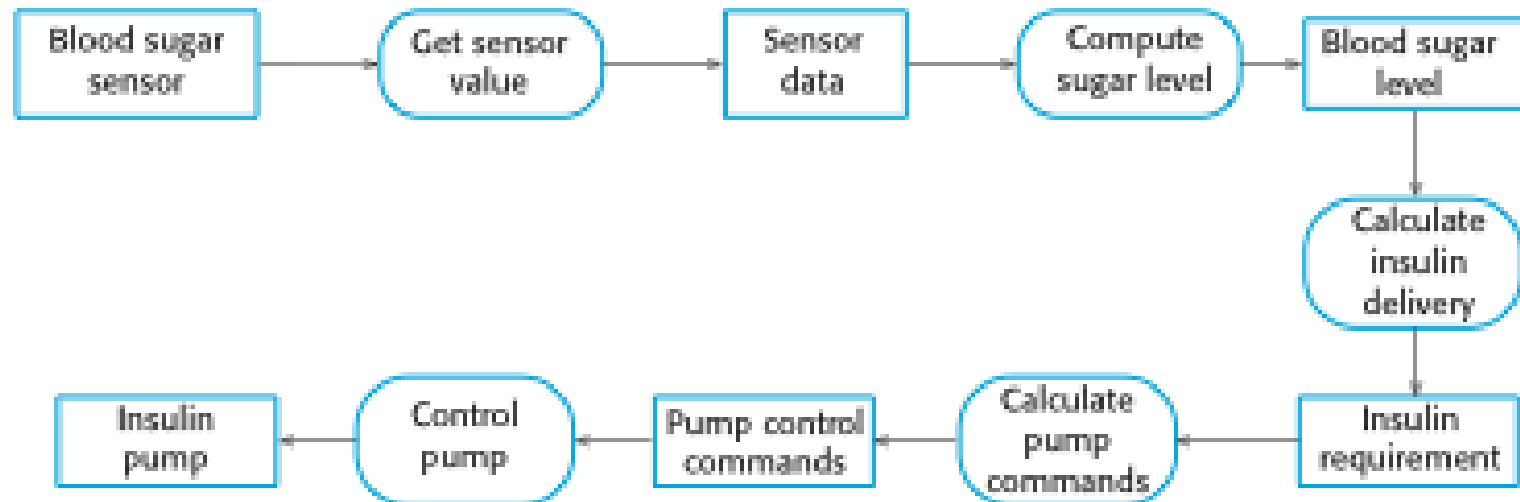 Blood sugar
sensor
Get sensor
value
Sensor
data
Compute
sugar level
Blood sugar
level
Calculate
insulin
delivery
Insulin
requirement
Calculate
pump
commands
Pump control
commands
Control
pump
Insulin
pump